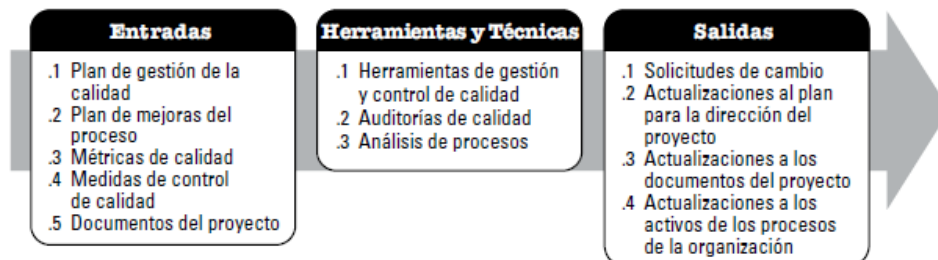 Entradas
.1 Plan de gestión de la
calidad
.2 Plan de mejoras del
proceso
.3 Métricas de calidad
.4 Medidas de control
de calidad
.5 Documentos del proyecto
Herramientas y Técnicas
.1 Herramientas de gestión
y control de calidad
.2 Auditorías de calidad
.3 Análisis de procesos
Salidas
.1 Solicitudes de cambio
.2 Actualizaciones al plan
para la dirección del
proyecto
.3 Actualizaciones a los
documentos del proyecto
.4 Actualizaciones a los
activos de los procesos
de la organización